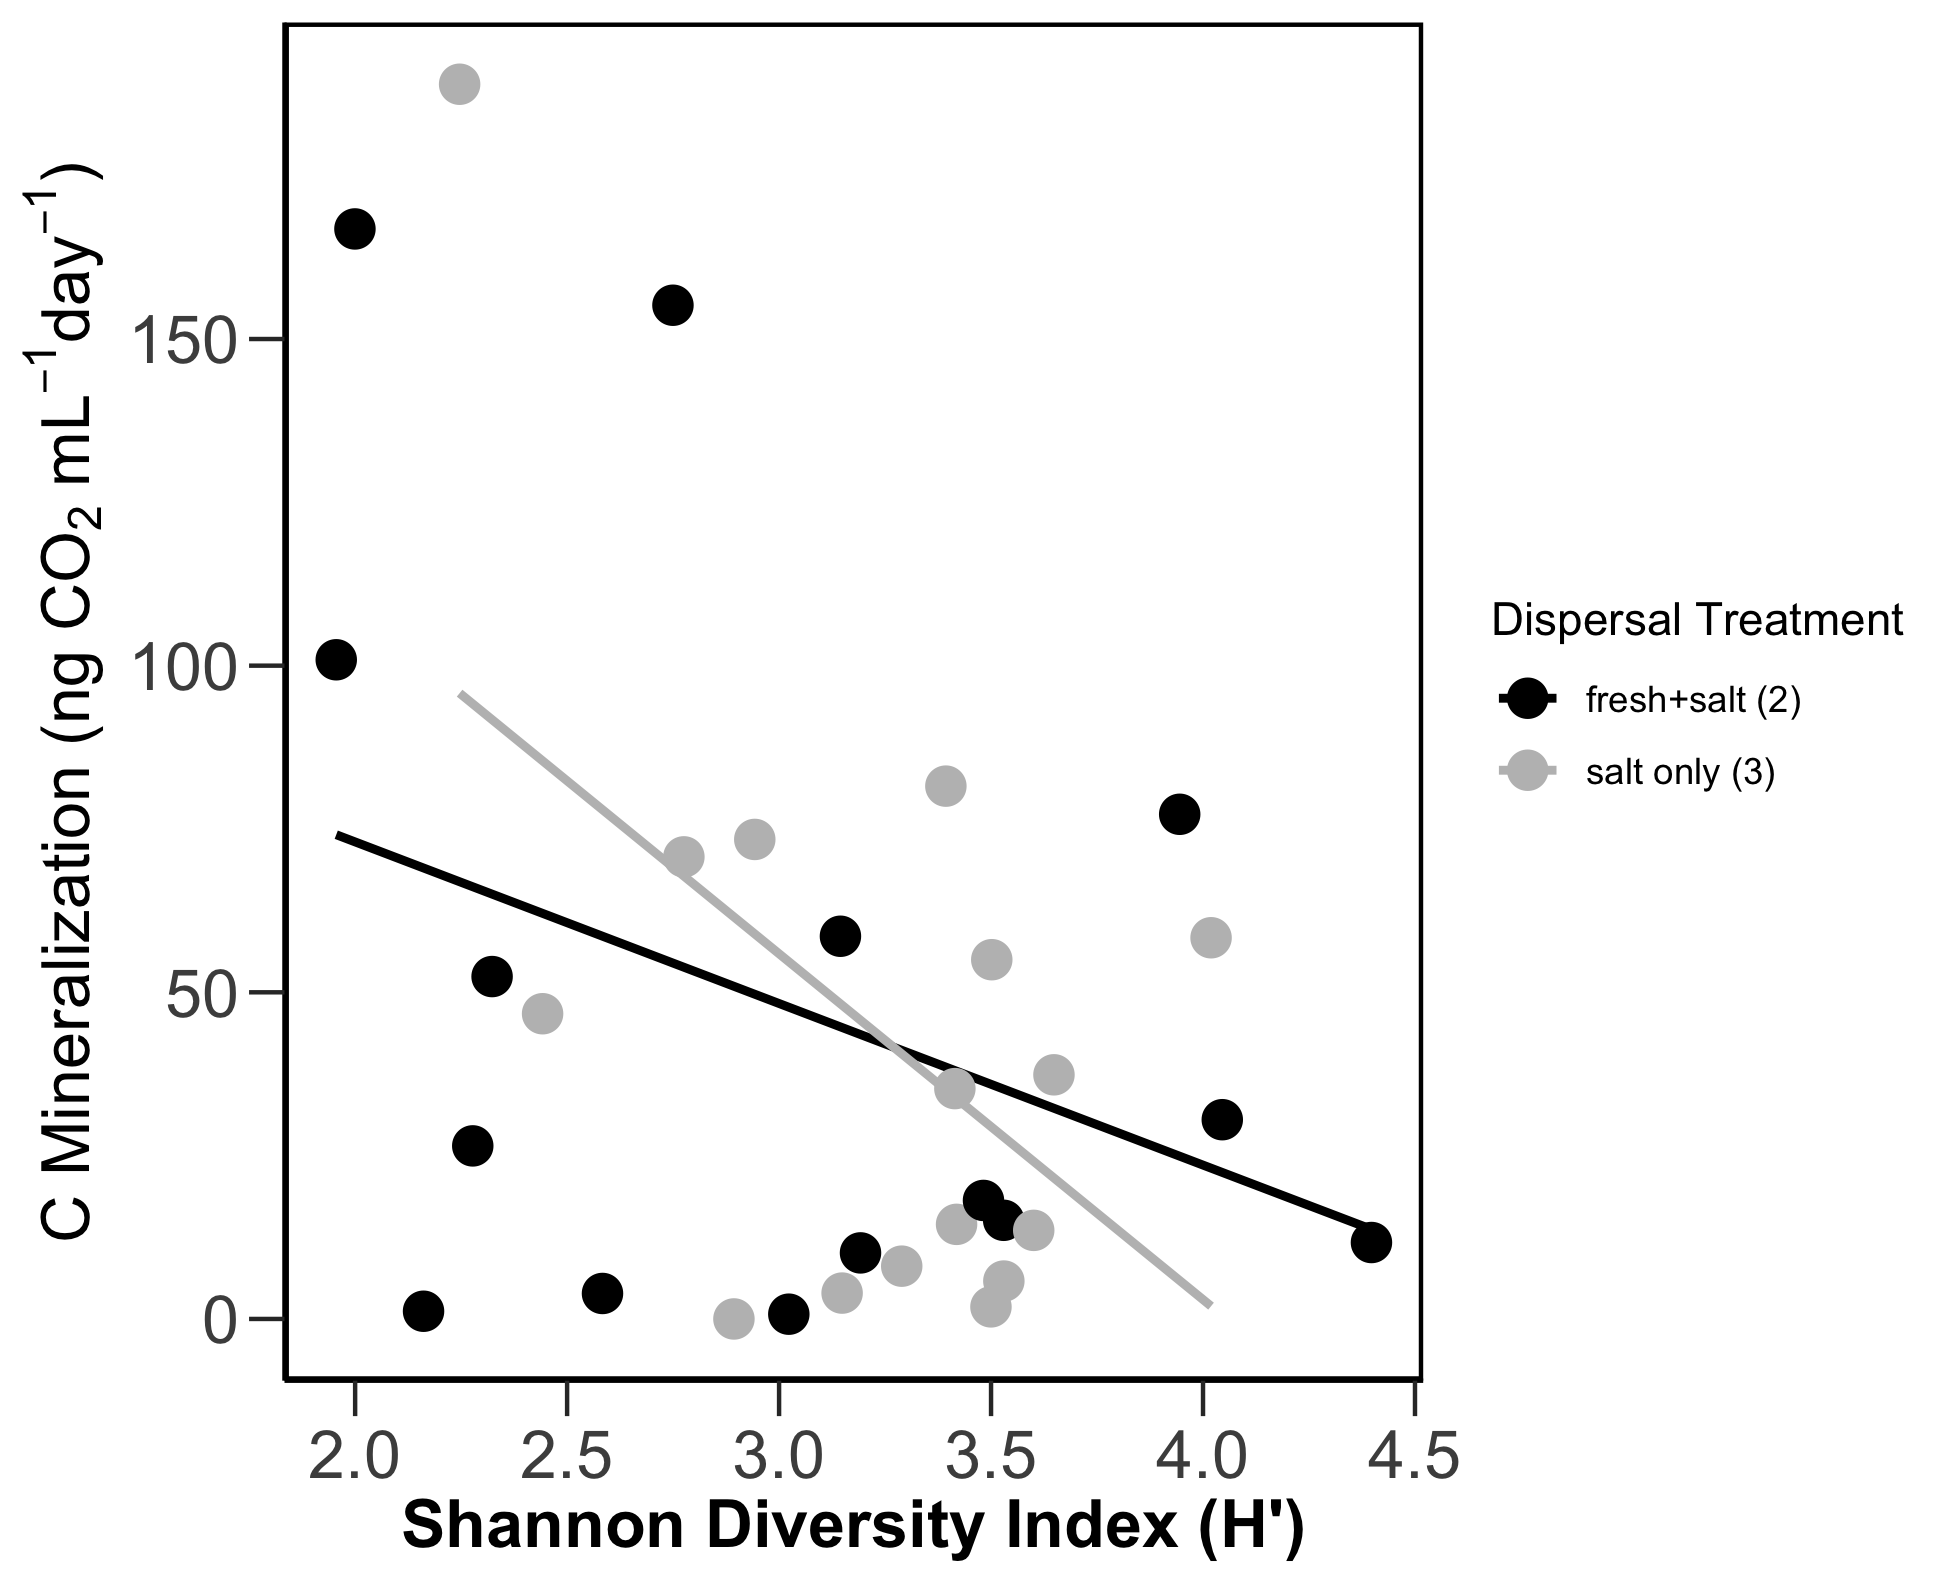 C Mineralization (ng CO₂ mL⁻¹day⁻¹)
150
100
50
0
2.0 2.5 3.0 3.5 4.0 4.5
Shannon Diversity Index (H')
Dispersal Treatment
fresh+salt (2)
salt only (3)